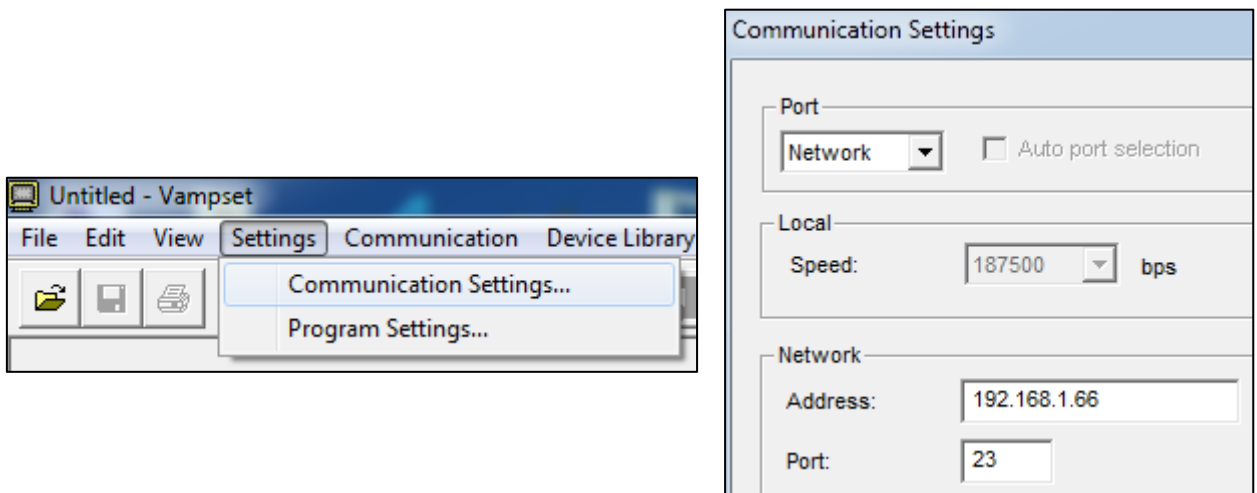 Untitled - Vampset
File Edit View Settings Communication Device Library
Communication Settings...
Program Settings...
Communication Settings
Port
Network Auto port selection
Local
Speed: 187500 bps
Network
Address: 192.168.1.66
Port: 23